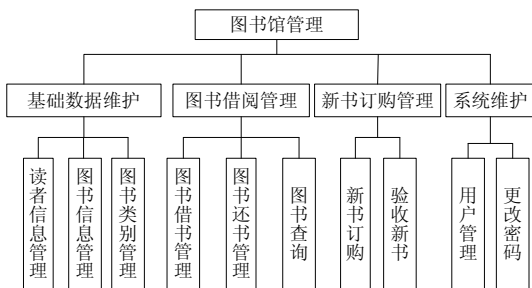 图书馆管理
基础数据维护
图书借阅管理
新书订购管理
系统维护
读者信息管理
图书信息管理
图书类别管理
图书借书管理
图书还书管理
图书查询
新书订购
验收新书
用户管理
更改密码